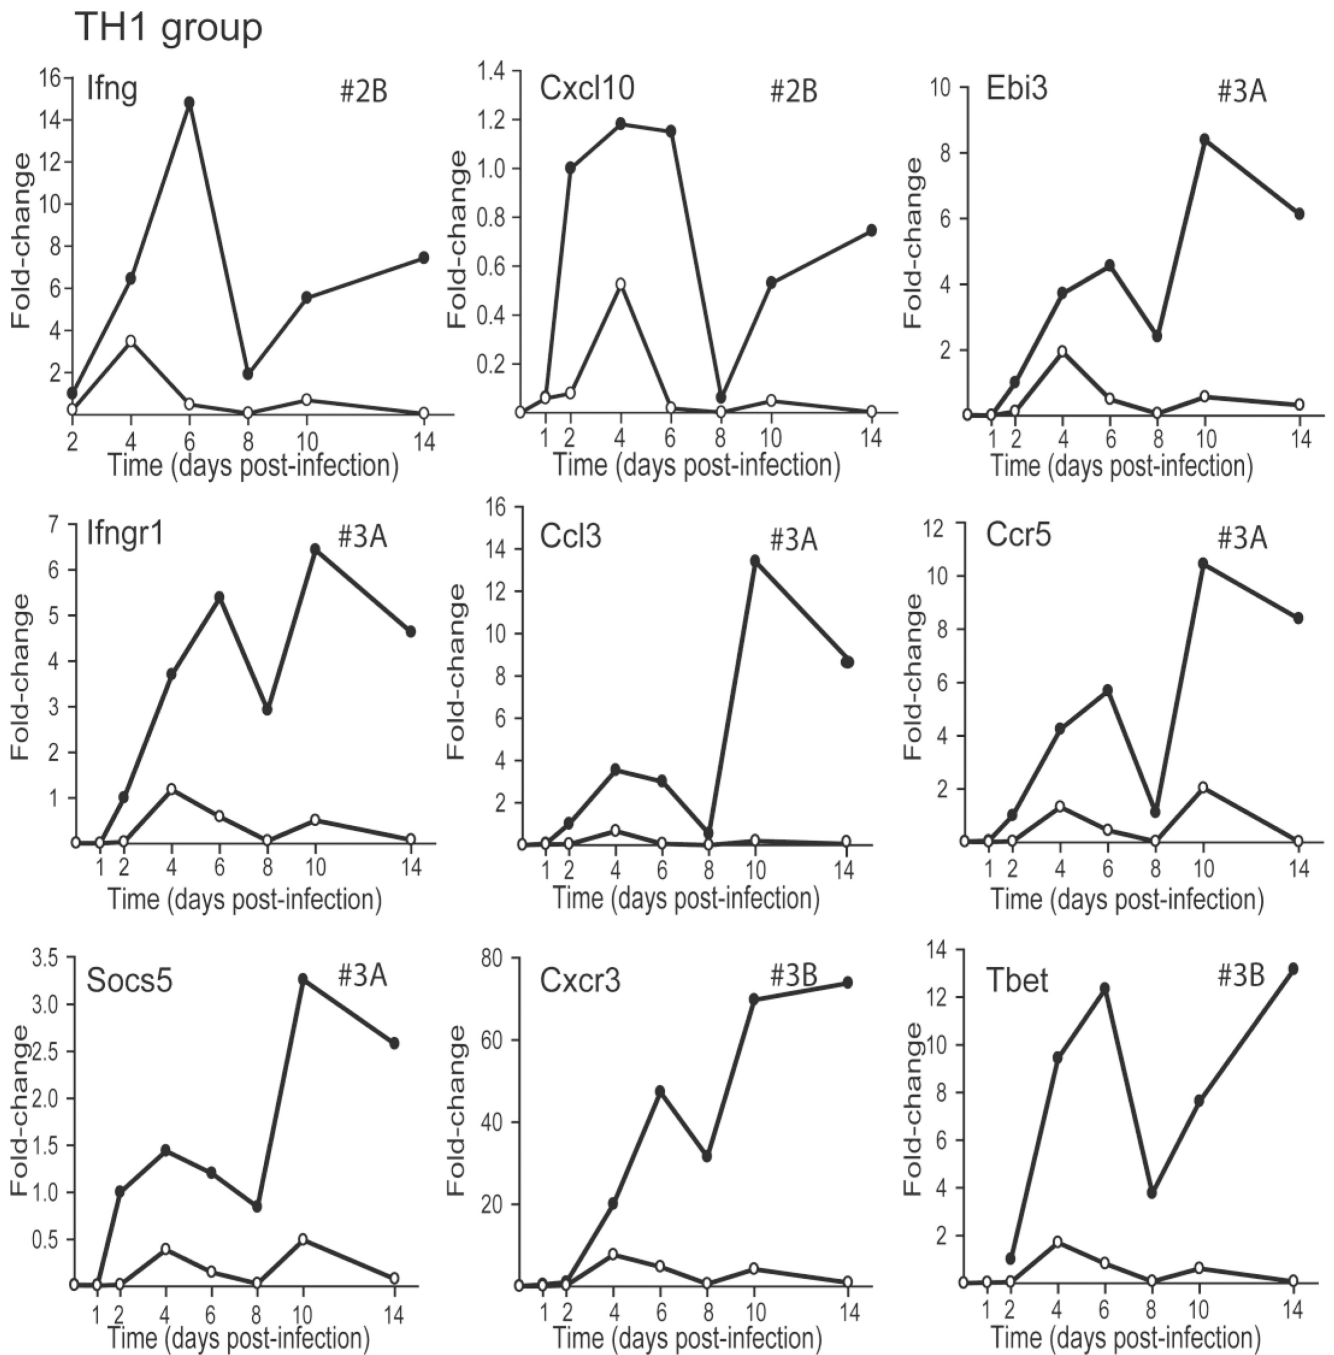 TH1 group
Ifng #2B
16
14
12
10
8
6
4
2
Fold-change
2 4 6 8 10 14
Time (days post-infection)
Cxcl10 #2B
1.4
1.2
1.0
0.8
0.6
0.4
0.2
Fold-change
1 2 4 6 8 10 14
Time (days post-infection)
Ebi3 #3A
10
8
6
4
2
Fold-change
1 2 4 6 8 10 14
Time (days post-infection)
Ifngr1 #3A
7
6
5
4
3
2
1
Fold-change
1 2 4 6 8 10 14
Time (days post-infection)
Ccl3 #3A
16
14
12
10
8
6
4
2
Fold-change
1 2 4 6 8 10 14
Time (days post-infection)
Ccr5 #3A
12
10
8
6
4
2
Fold-change
1 2 4 6 8 10 14
Time (days post-infection)
Socs5 #3A
3.5
3.0
2.5
2.0
1.5
1.0
0.5
Fold-change
1 2 4 6 8 10 14
Time (days post-infection)
Cxcr3 #3B
80
60
40
20
Fold-change
1 2 4 6 8 10 14
Time (days post-infection)
Tbet #3B
14
12
10
8
6
4
2
Fold-change
1 2 4 6 8 10 14
Time (days post-infection)